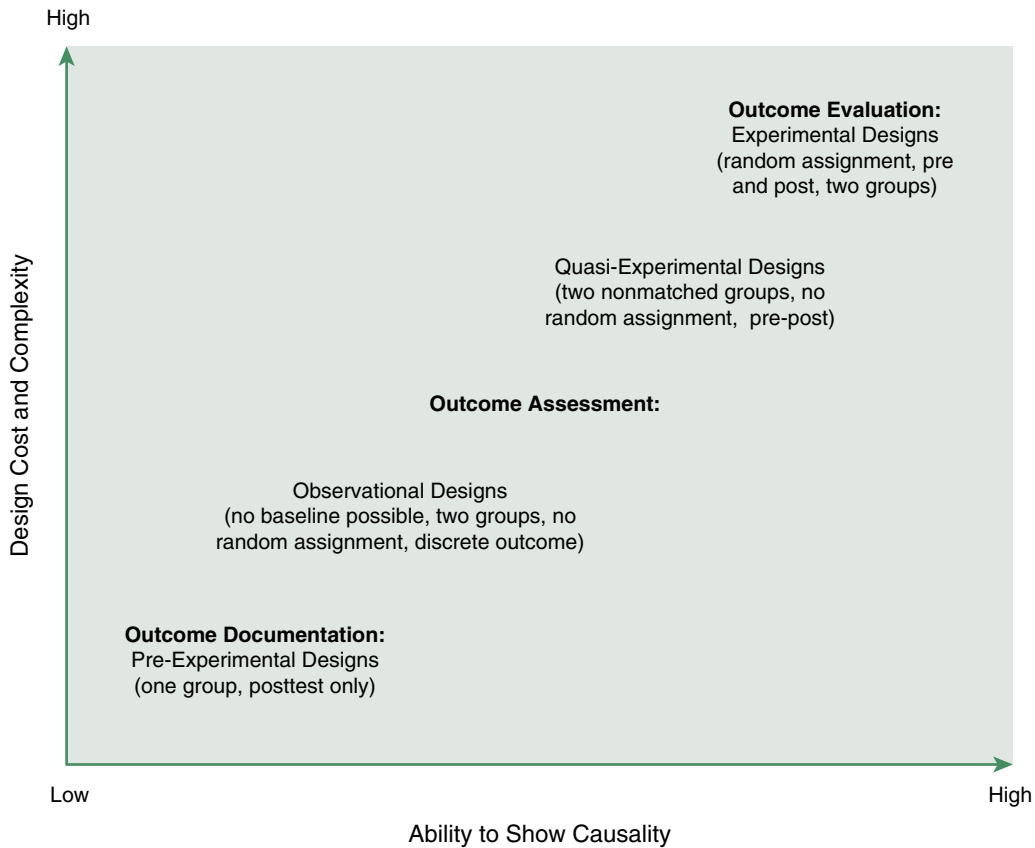 High
Outcome Evaluation:
Experimental Designs
(random assignment, pre
and post, two groups)
Quasi-Experimental Designs
(two nonmatched groups, no
random assignment, pre-post)
Design Cost and Complexity
Outcome Assessment:
Observational Designs
(no baseline possible, two groups, no
random assignment, discrete outcome)
Outcome Documentation:
Pre-Experimental Designs
(one group, posttest only)
Low
High
Ability to Show Causality